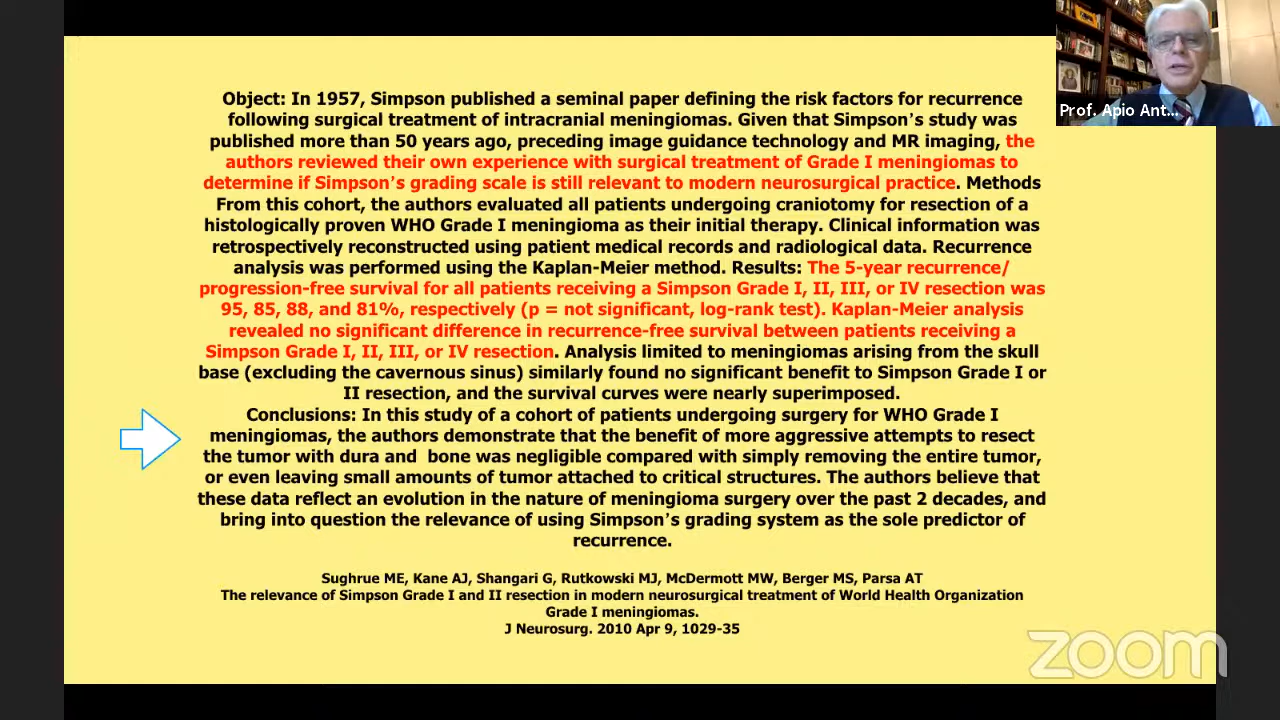 Prof. Apio Ant...
Object: In 1957, Simpson published a seminal paper defining the risk factors for recurrence
following surgical treatment of intracranial meningiomas. Given that Simpson's study was
published more than 50 years ago, preceding image guidance technology and MR imaging, the
authors reviewed their own experience with surgical treatment of Grade I meningiomas to
determine if Simpson's grading scale is still relevant to modern neurosurgical practice. Methods
From this cohort, the authors evaluated all patients undergoing craniotomy for resection of a
histologically proven WHO Grade I meningioma as their initial therapy. Clinical information was
retrospectively reconstructed using patient medical records and radiological data. Recurrence
analysis was performed using the Kaplan-Meier method. Results: The 5-year recurrence/
progression-free survival for all patients receiving a Simpson Grade I, II, III, or IV resection was
95, 85, 88, and 81%, respectively (p = not significant, log-rank test). Kaplan-Meier analysis
revealed no significant difference in recurrence-free survival between patients receiving a
Simpson Grade I, II, III, or IV resection. Analysis limited to meningiomas arising from the skull
base (excluding the cavernous sinus) similarly found no significant benefit to Simpson Grade I or
II resection, and the survival curves were nearly superimposed.
Conclusions: In this study of a cohort of patients undergoing surgery for WHO Grade I
meningiomas, the authors demonstrate that the benefit of more aggressive attempts to resect
the tumor with dura and bone was negligible compared with simply removing the entire tumor,
or even leaving small amounts of tumor attached to critical structures. The authors believe that
these data reflect an evolution in the nature of meningioma surgery over the past 2 decades, and
bring into question the relevance of using Simpson's grading system as the sole predictor of
recurrence.
Sughrue ME, Kane AJ, Shangari G, Rutkowski MJ, McDermott MW, Berger MS, Parsa AT
The relevance of Simpson Grade I and II resection in modern neurosurgical treatment of World Health Organization
Grade I meningiomas.
J Neurosurg. 2010 Apr 9, 1029-35
zoom